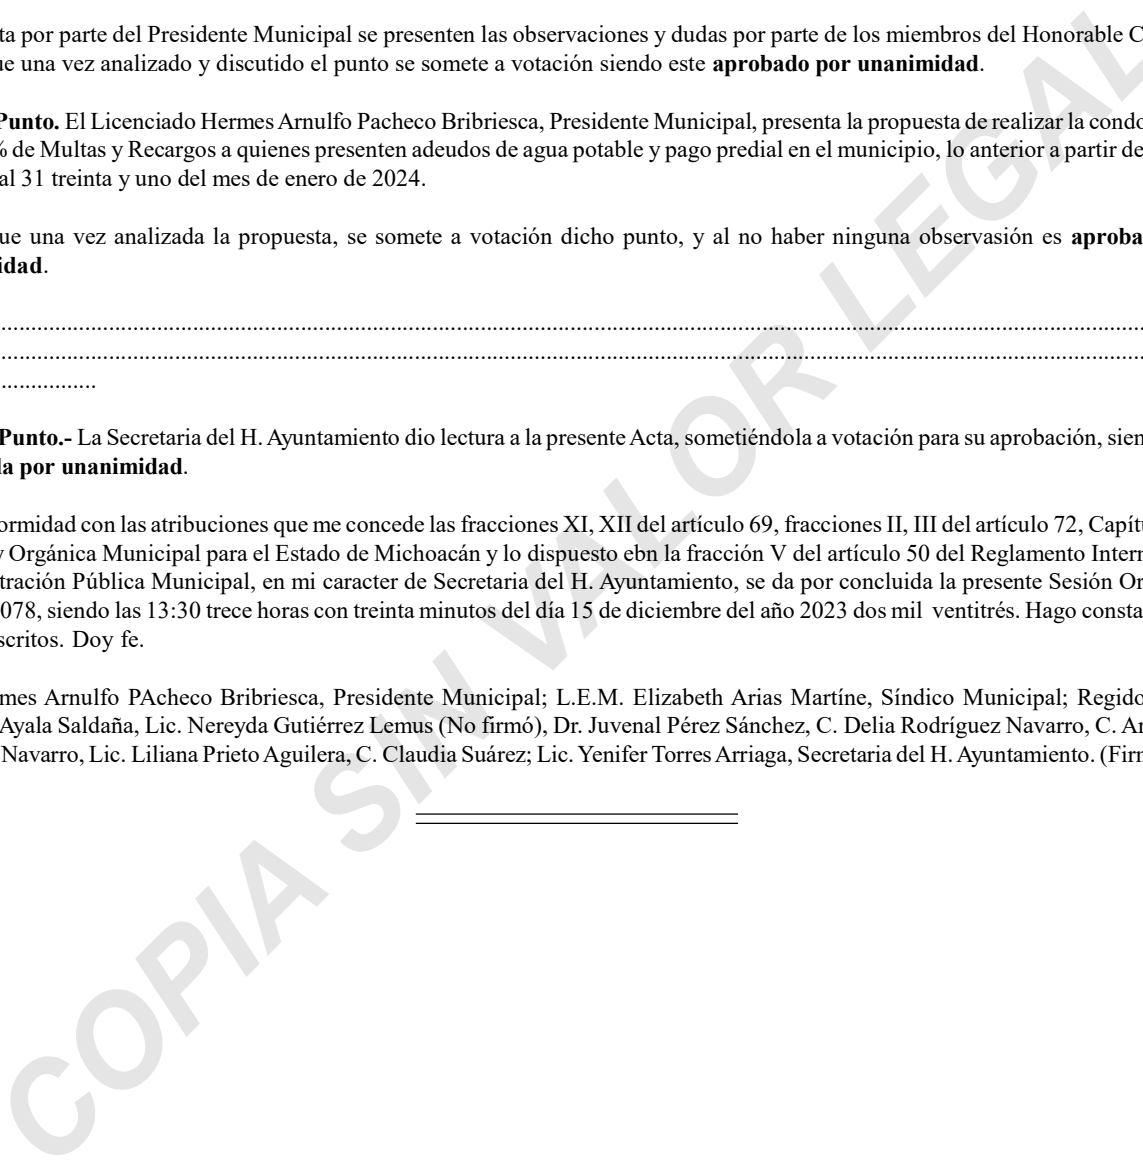 ta por parte del Presidente Municipal se presenten las observaciones y dudas por parte de los miembros del Honorable C
ue una vez analizado y discutido el punto se somete a votación siendo este aprobado por unanimidad.
Punto. El Licenciado Hermes Arnulfo Pacheco Bribriesca, Presidente Municipal, presenta la propuesta de realizar la condo
% de Multas y Recargos a quienes presenten adeudos de agua potable y pago predial en el municipio, lo anterior a partir de
al 31 treinta y uno del mes de enero de 2024.
ue una vez analizada la propuesta, se somete a votación dicho punto, y al no haber ninguna observasión es aproba
idad.
Punto.- La Secretaria del H. Ayuntamiento dio lectura a la presente Acta, sometiéndola a votación para su aprobación, sien
la por unanimidad.
ormidad con las atribuciones que me concede las fracciones XI, XII del artículo 69, fracciones II, III del artículo 72, Capít
y Orgánica Municipal para el Estado de Michoacán y lo dispuesto ebn la fracción V del artículo 50 del Reglamento Intern
tración Pública Municipal, en mi caracter de Secretaria del H. Ayuntamiento, se da por concluida la presente Sesión Or
078, siendo las 13:30 trece horas con treinta minutos del día 15 de diciembre del año 2023 dos mil ventitrés. Hago consta
scritos. Doy fe.
mes Arnulfo PAcheco Bribriesca, Presidente Municipal; L.E.M. Elizabeth Arias Martíne, Síndico Municipal; Regido
Ayala Saldaña, Lic. Nereyda Gutiérrez Lemus (No firmó), Dr. Juvenal Pérez Sánchez, C. Delia Rodríguez Navarro, C. Ar
Navarro, Lic. Liliana Prieto Aguilera, C. Claudia Suárez; Lic. Yenifer Torres Arriaga, Secretaria del H. Ayuntamiento. (Firm
COPIA SIN VALOR LEGAL